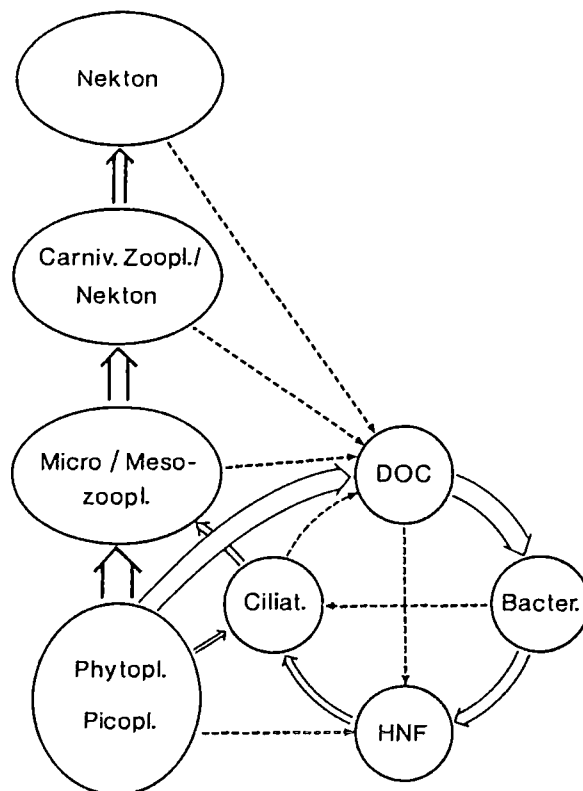 Nekton
Carniv. Zoopl./
Nekton
Micro / Meso-
zoopl.
DOC
Ciliat.
Bacter.
Phytopl.
Picopl.
HNF